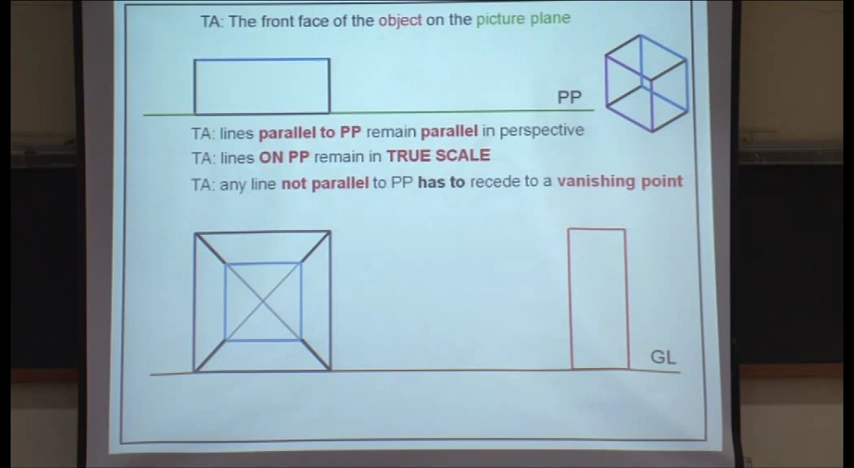 TA: The front face of the object on the picture plane
PP
TA: lines parallel to PP remain parallel in perspective
TA: lines ON PP remain in TRUE SCALE
TA: any line not parallel to PP has to recede to a vanishing point
GL